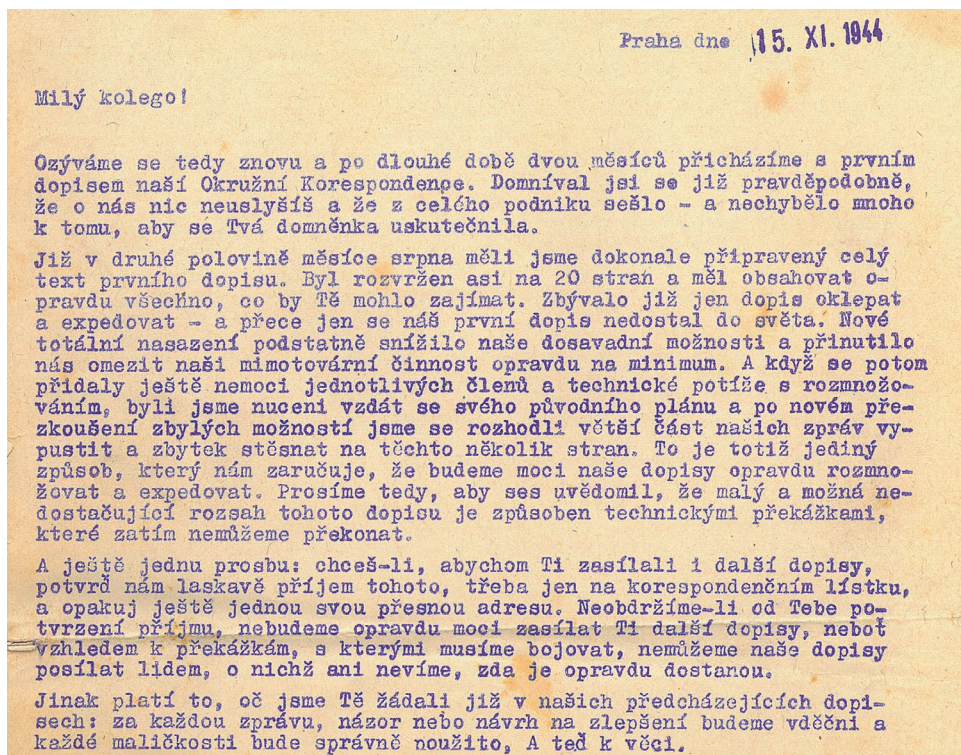 Praha dne 15. XI. 1944
Milý kolego!
Ozýváme se tedy znovu a po dlouhé době dvou měsíců přicházíme s prvním
dopisem naší Okružní Korespondence. Domníval jsi se již pravděpodobně,
že o nás nic neuslyšíš a že z celého podniku sešlo - a nechybělo mnoho
k tomu, aby se Tvá domněnka uskutečnila.
Již v druhé polovině měsíce srpna měli jsme dokonale připravený celý
text prvního dopisu. Byl rozvržen asi na 20 stran a měl obsahovat o-
pravdu všechno, co by Tě mohlo zajímat. Zbývalo již jen dopis oklepat
a expedovat - a přece jen se náš první dopis nedostal do světa. Nové
totální nasazení podstatně snížilo naše dosavadní možnosti a přinutilo
nás omezit naši mimotovární činnost opravdu na minimum. A když se potom
přidaly ještě nemoci jednotlivých členů a technické potíže s rozmnožo-
váním, byli jsme nuceni vzdát se svého původního plánu a po novém pře-
zkoušení zbylých možností jsme se rozhodli větší část našich zpráv vy-
pustit a zbytek stěsnat na těchto několik stran. To je totiž jediný
způsob, který nám zaručuje, že budeme moci naše dopisy opravdu rozmno-
žovat a expedovat. Prosíme tedy, aby ses uvědomil, že malý a možná ne-
dostačující rozsah tohoto dopisu je způsoben technickými překážkami,
které zatím nemůžeme překonat.
A ještě jednu prosbu: chceš-li, abychom Ti zasílali i další dopisy,
potvrď nám laskavě příjem tohoto, třeba jen na korespondenčním lístku,
a opakuj ještě jednou svou přesnou adresu. Neobdržíme-li od Tebe po-
tvrzení příjmu, nebudeme opravdu moci zasílat Ti další dopisy, neboť
vzhledem k překážkám, s kterými musíme bojovat, nemůžeme naše dopisy
posílat lidem, o nichž ani nevíme, zda je opravdu dostanou.
Jinak platí to, oč jsme Tě žádali již v našich předcházejících dopi-
sech: za každou zprávu, názor nebo návrh na zlepšení budeme vděčni a
každé maličkosti bude správně použito, A teď k věci.